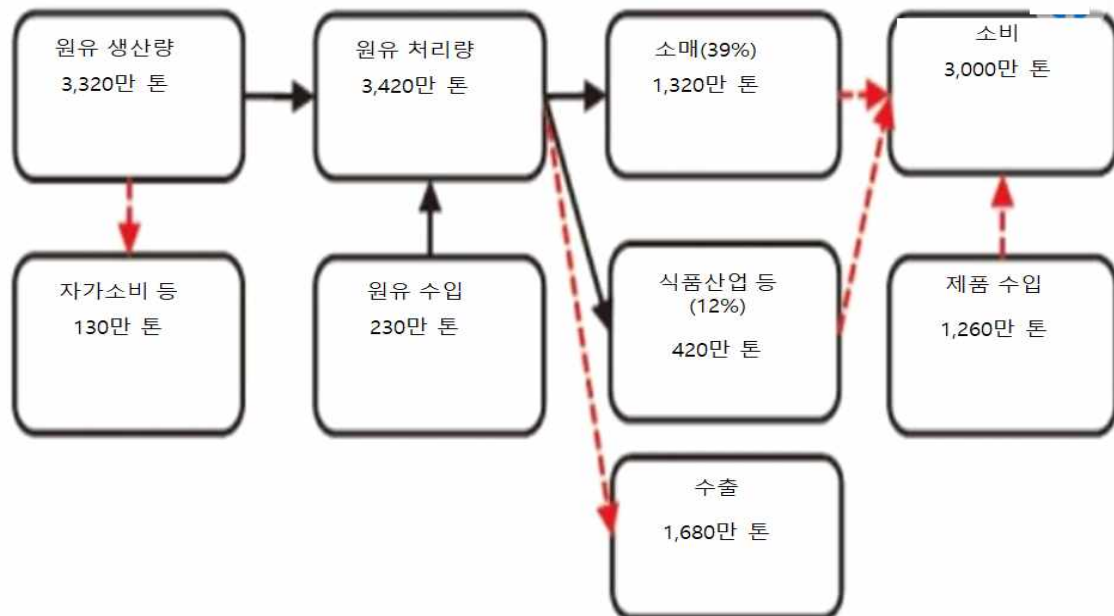 원유 생산량
3,320만 톤
원유 처리량
3,420만 톤
소매(39%)
1,320만 톤
소비
3,000만 톤
자가소비 등
130만 톤
원유 수입
230만 톤
식품산업 등
(12%)
420만 톤
제품 수입
1,260만 톤
수출
1,680만 톤